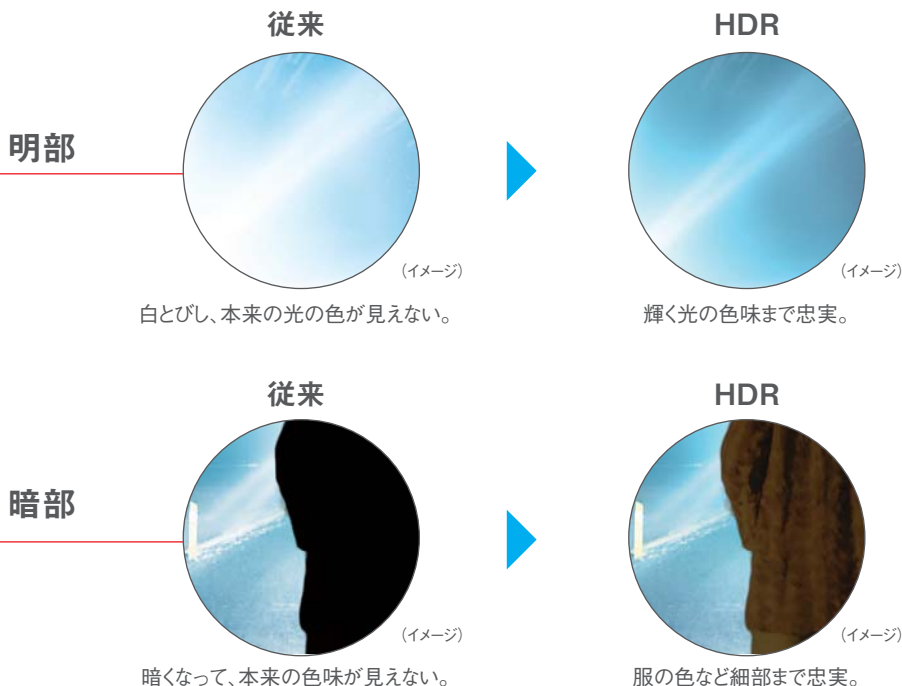 従来
HDR
明部
（イメージ）
（イメージ）
白とびし、本来の光の色が見えない。
輝く光の色味まで忠実。
従来
HDR
暗部
（イメージ）
（イメージ）
暗くなって、本来の色味が見えない。
服の色など細部まで忠実。